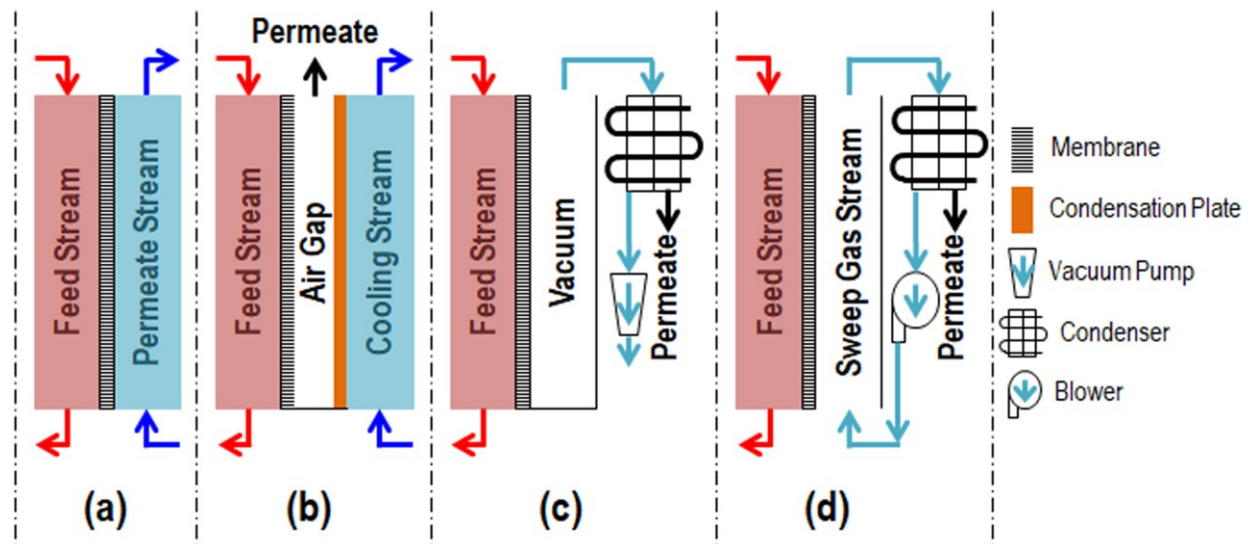 Permeate
Feed Stream
Permeate Stream
Feed Stream
Air Gap
Cooling Stream
Feed Stream
Vacuum
Permeate
Feed Stream
Sweep Gas Stream
Permeate
Membrane
Condensation Plate
Vacuum Pump
Condenser
Blower
(a)
(b)
(c)
(d)